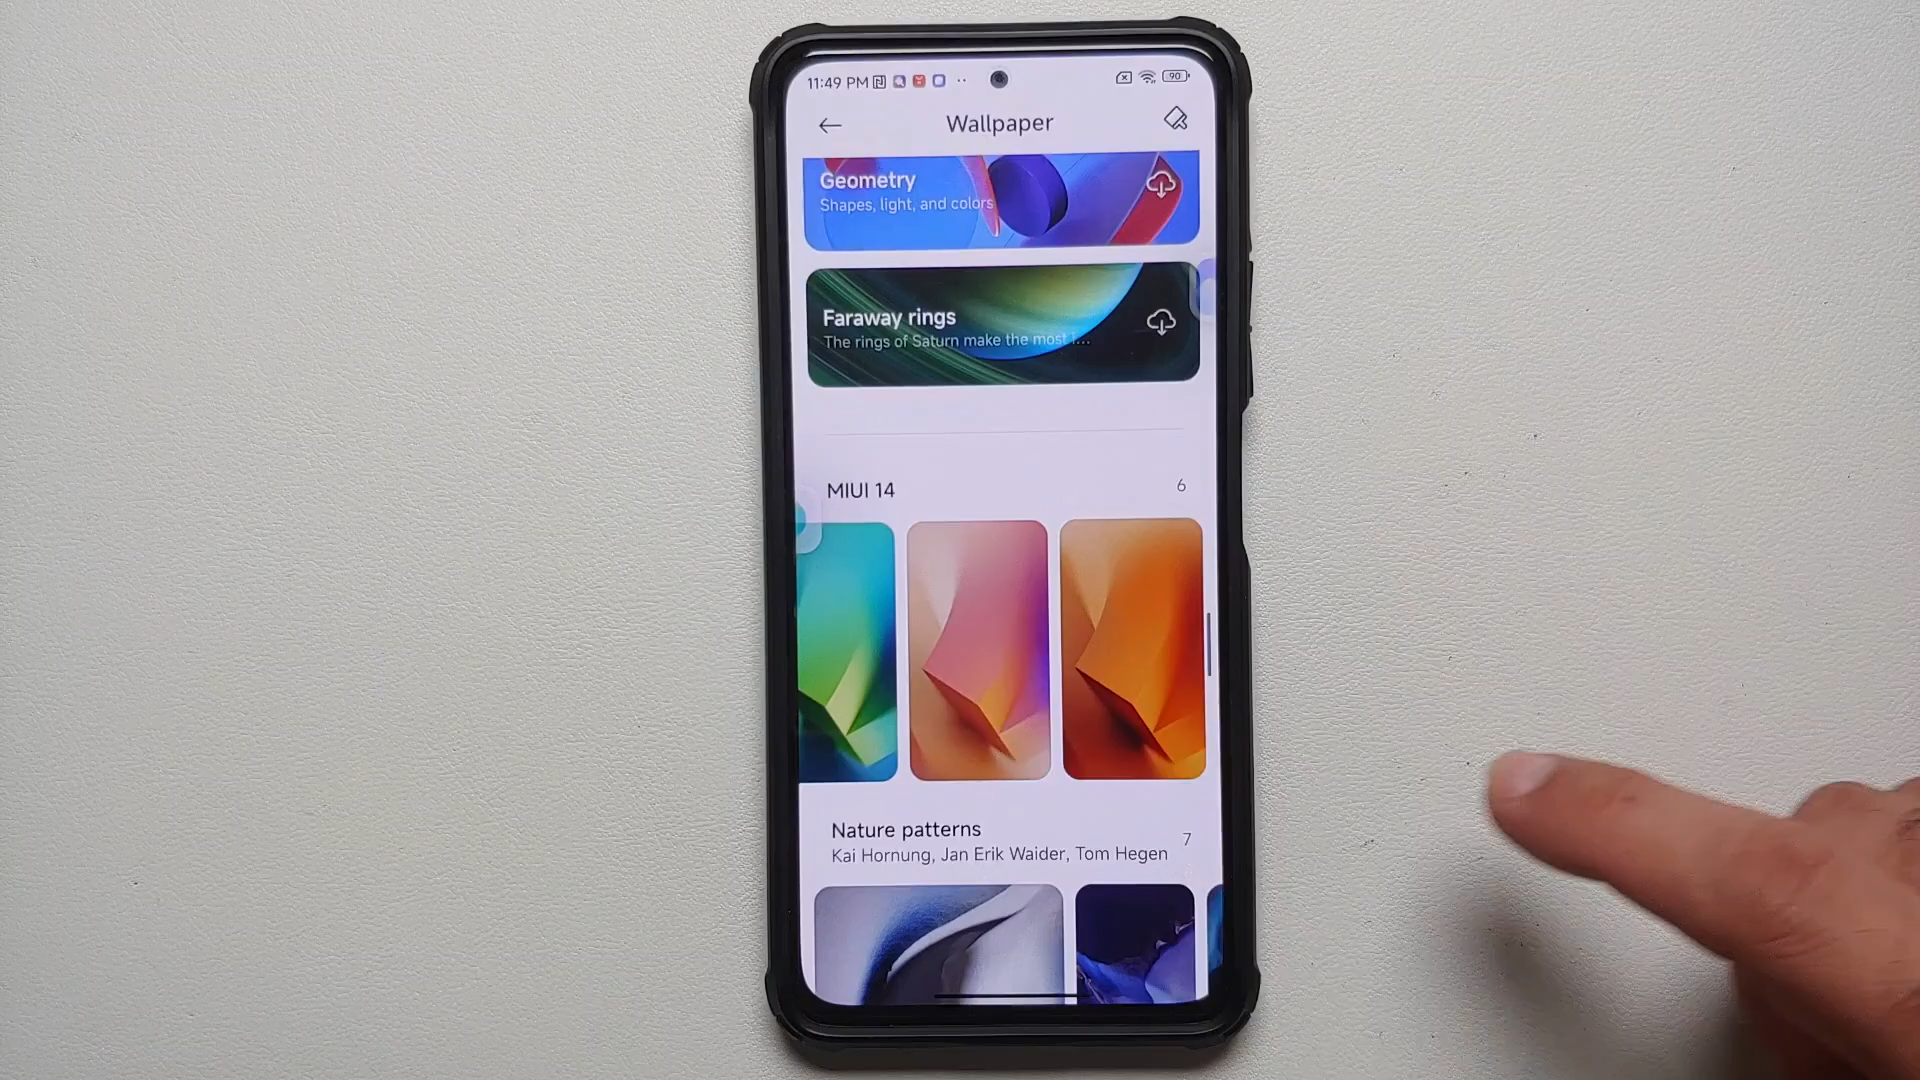 11:49 PM
90
Wallpaper
Geometry
Shapes, light, and colors
Faraway rings
The rings of Saturn make the most i...
MIUI 14
6
Nature patterns
7
Kai Hornung, Jan Erik Waider, Tom Hegen